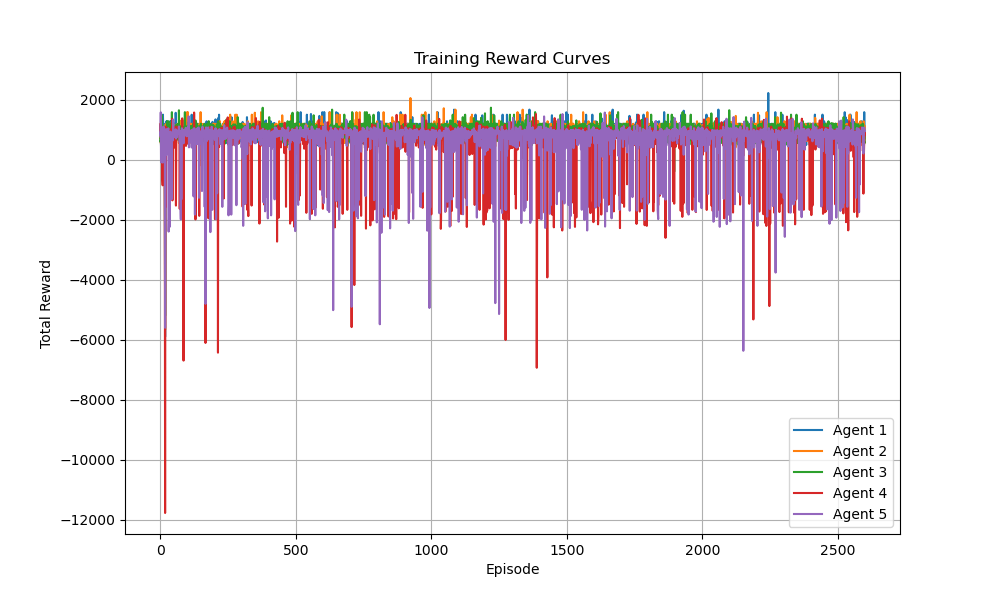 Training Reward Curves
Total Reward
2000
0
−2000
−4000
−6000
−8000
−10000
−12000
0 500 1000 1500 2000 2500
Episode
Agent 1
Agent 2
Agent 3
Agent 4
Agent 5